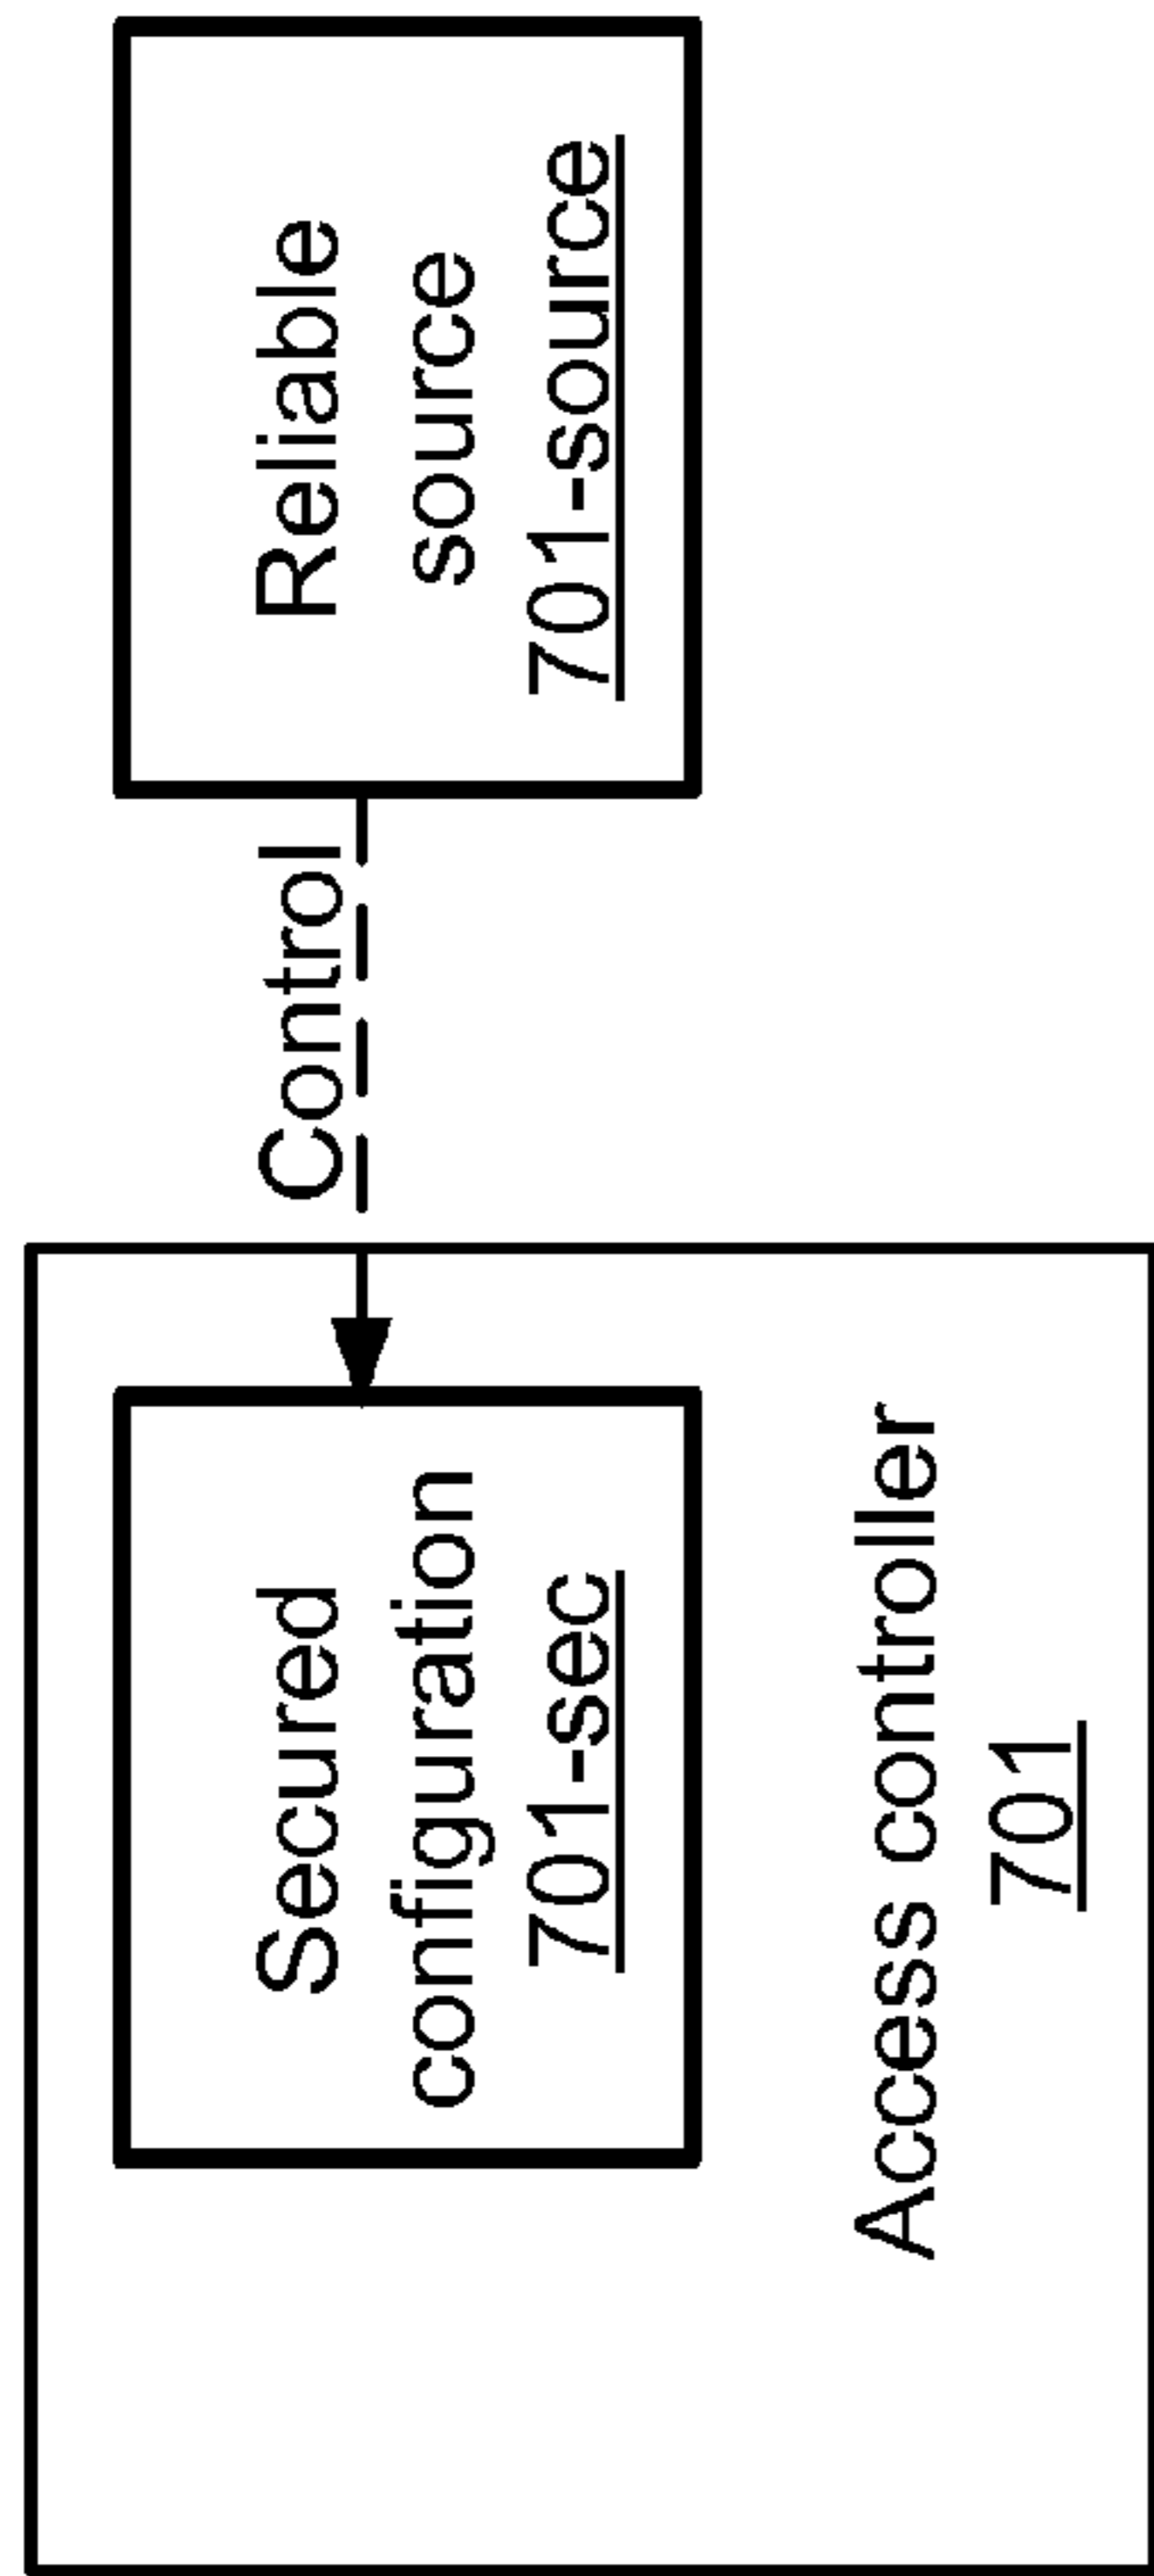 Secured
configuration
701-sec
Access controller
701
Control
Reliable
source
701-source